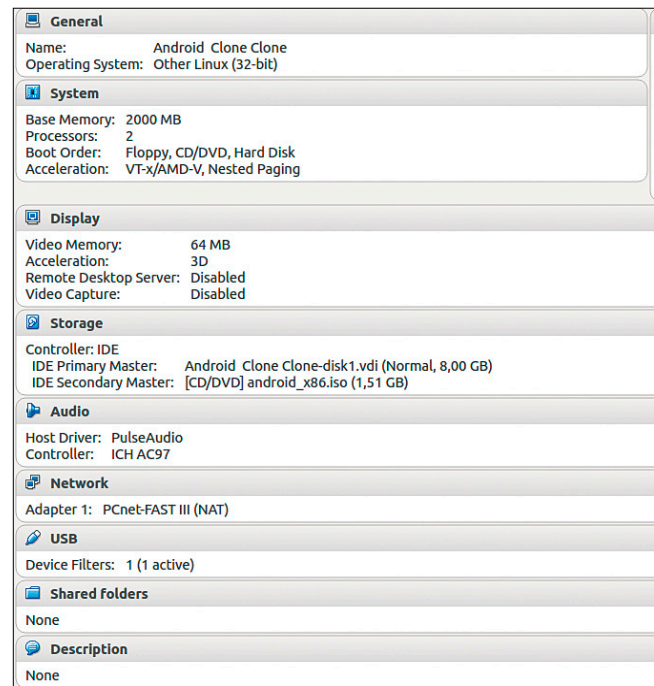 General
Name: Android Clone Clone
Operating System: Other Linux (32-bit)
System
Base Memory: 2000 MB
Processors: 2
Boot Order: Floppy, CD/DVD, Hard Disk
Acceleration: VT-x/AMD-V, Nested Paging
Display
Video Memory: 64 MB
Acceleration: 3D
Remote Desktop Server: Disabled
Video Capture: Disabled
Storage
Controller: IDE
IDE Primary Master: Android Clone Clone-disk1.vdi (Normal, 8,00 GB)
IDE Secondary Master: [CD/DVD] android_x86.iso (1,51 GB)
Audio
Host Driver: PulseAudio
Controller: ICH AC97
Network
Adapter 1: PCnet-FAST III (NAT)
USB
Device Filters: 1 (1 active)
Shared folders
None
Description
None